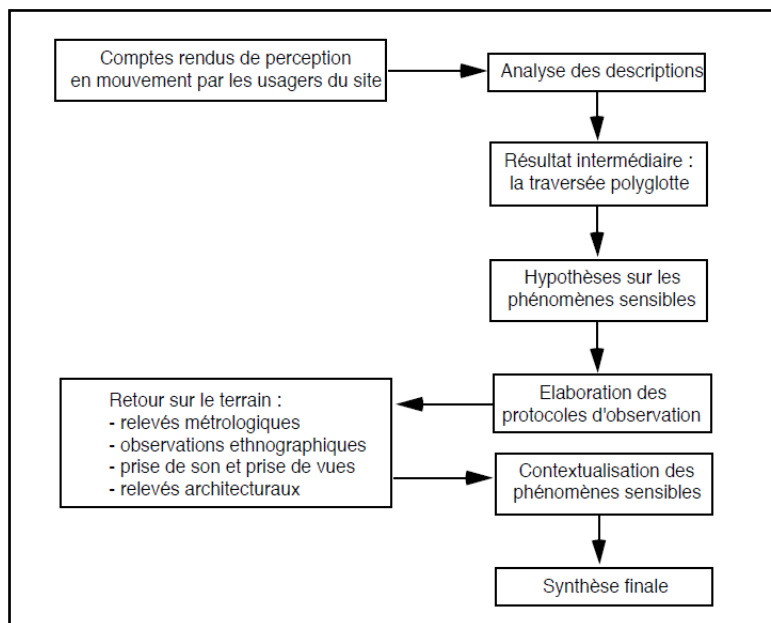 Comptes rendus de perception
en mouvement par les usagers du site
Analyse des descriptions
Résultat intermédiaire :
la traversée polyglotte
Hypothèses sur les
phénomènes sensibles
Elaboration des
protocoles d'observation
Retour sur le terrain :
- relevés métrologiques
- observations ethnographiques
- prise de son et prise de vues
- relevés architecturaux
Contextualisation des
phénomènes sensibles
Synthèse finale